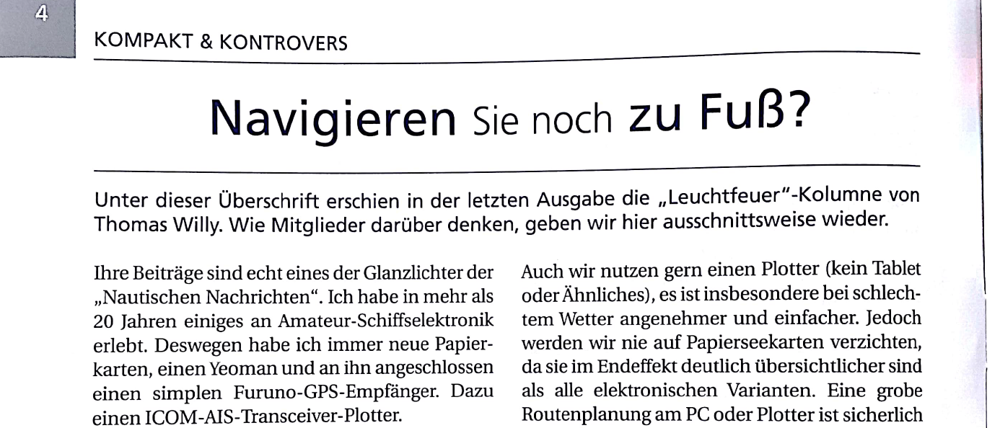 4
KOMPAKT & KONTROVERS
Navigieren Sie noch zu Fuß?
Unter dieser Überschrift erschien in der letzten Ausgabe die „Leuchtfeuer“-Kolumne von
Thomas Willy. Wie Mitglieder darüber denken, geben wir hier ausschnittsweise wieder.
Ihre Beiträge sind echt eines der Glanzlichter der
„Nautischen Nachrichten“. Ich habe in mehr als
20 Jahren einiges an Amateur-Schiffselektronik
erlebt. Deswegen habe ich immer neue Papier-
karten, einen Yeoman und an ihn angeschlossen
einen simplen Furuno-GPS-Empfänger. Dazu
einen ICOM-AIS-Transceiver-Plotter.
Auch wir nutzen gern einen Plotter (kein Tablet
oder Ähnliches), es ist insbesondere bei schlech-
tem Wetter angenehmer und einfacher. Jedoch
werden wir nie auf Papierseekarten verzichten,
da sie im Endeffekt deutlich übersichtlicher sind
als alle elektronischen Varianten. Eine grobe
Routenplanung am PC oder Plotter ist sicherlich